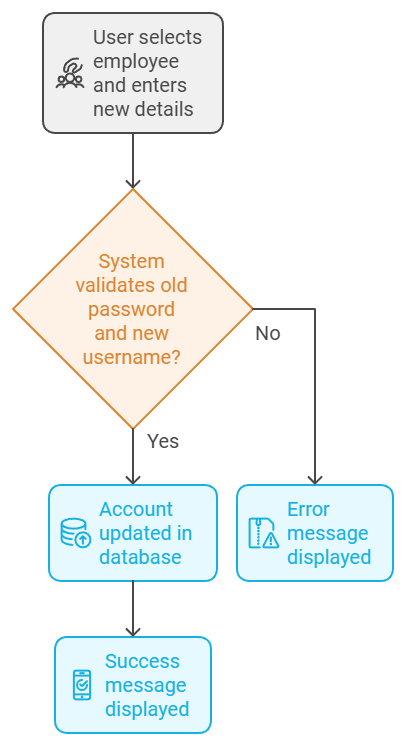 User selects
employee
and enters
new details
System
validates old
password
and new
username?
No
Yes
Account
updated in
database
Error
message
displayed
Success
message
displayed